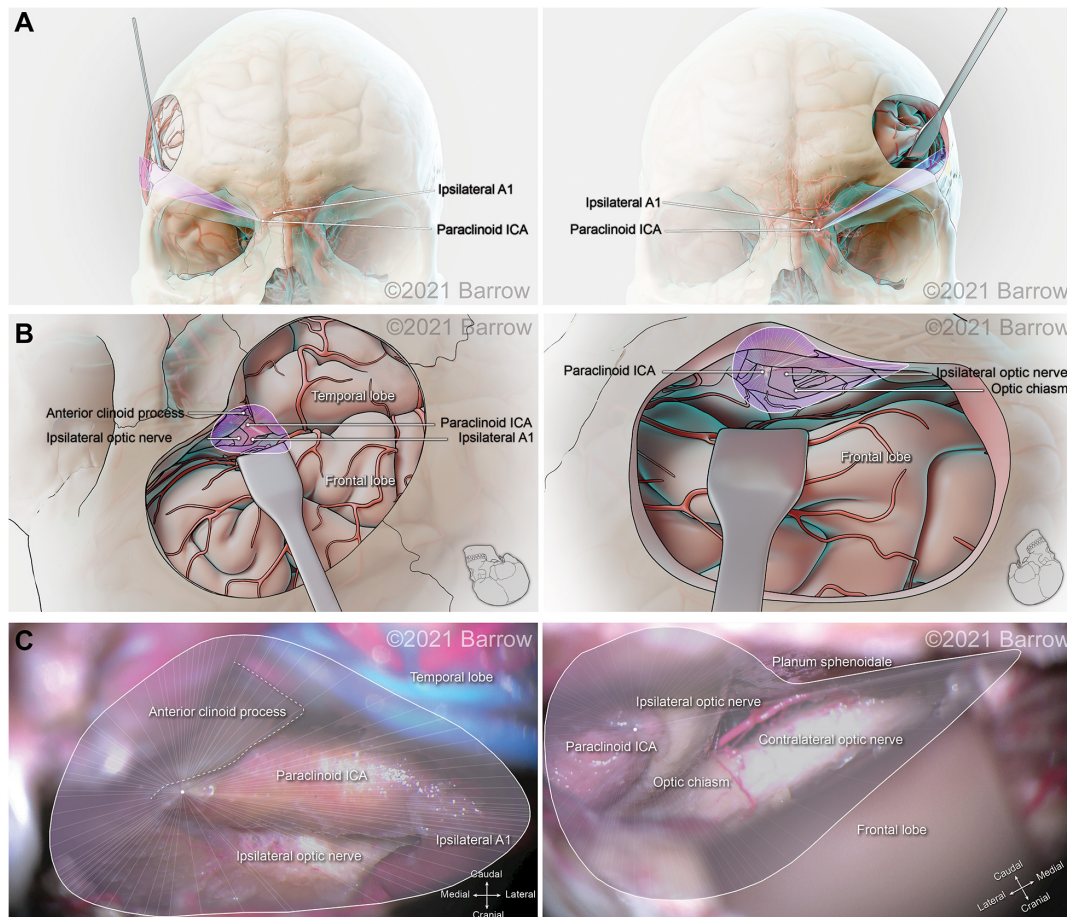 A
Ipsilateral A1
Paraclinoid ICA
©2021 Barrow
Ipsilateral A1
Paraclinoid ICA
©2021 Barrow
B
©2021 Barrow
Temporal lobe
Anterior clinoid process
Paraclinoid ICA
Ipsilateral optic nerve
Ipsilateral A1
Frontal lobe
©2021 Barrow
Paraclinoid ICA
Ipsilateral optic nerve
Optic chiasm
Frontal lobe
C
©2021 Barrow
Temporal lobe
Anterior clinoid process
Paraclinoid ICA
Ipsilateral A1
Ipsilateral optic nerve
Caudal
Medial
Lateral
Cranial
©2021 Barrow
Planum sphenoidale
Ipsilateral optic nerve
Paraclinoid ICA
Contralateral optic nerve
Optic chiasm
Frontal lobe
Caudal
Medial
Lateral
Cranial